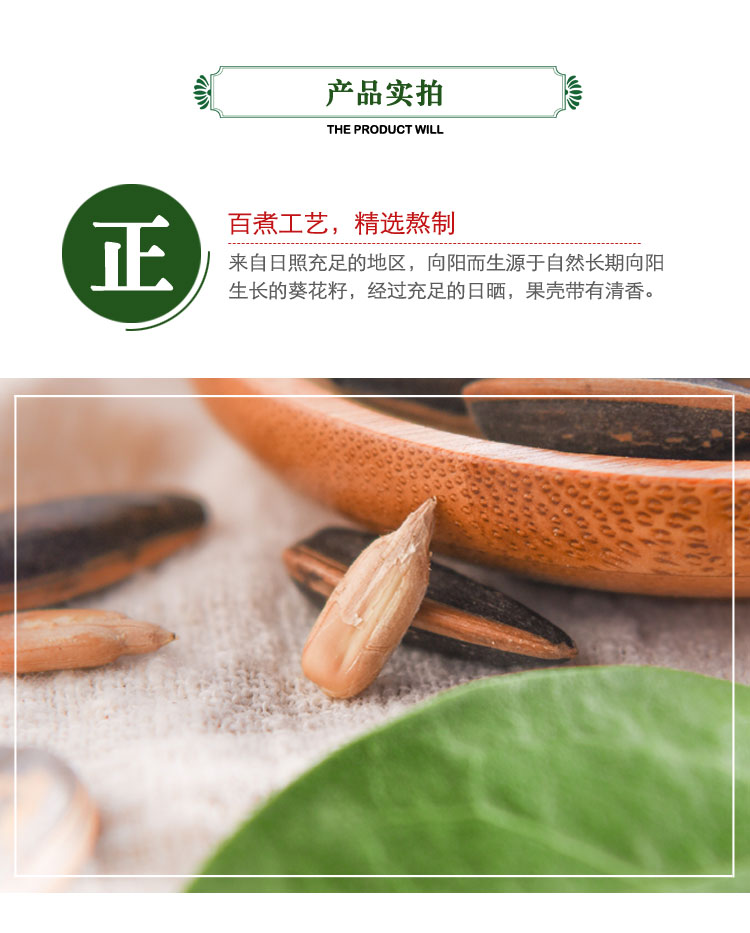 产品实拍
THE PRODUCT WILL
正
百煮工艺，精选熬制
来自日照充足的地区，向阳而生源于自然长期向阳
生长的葵花籽，经过充足的日晒，果壳带有清香。